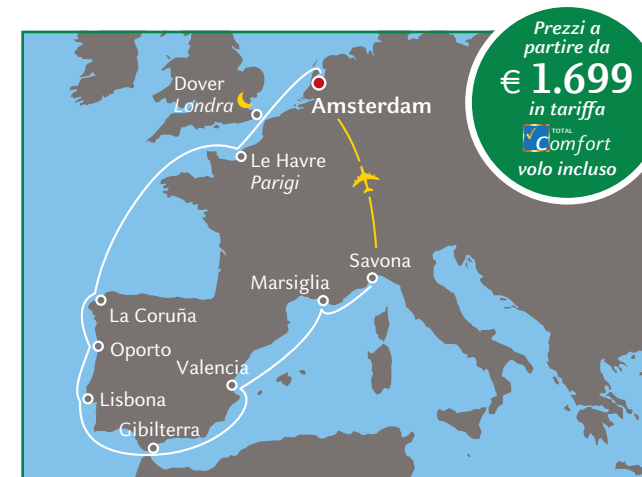 Prezzi a
partire da
€ 1.699
in tariffa
TOTAL
Comfort
volo incluso
Dover
Londra
Amsterdam
Le Havre
Parigi
Savona
Marsiglia
La Coruña
Oporto
Valencia
Lisbona
Gibilterra